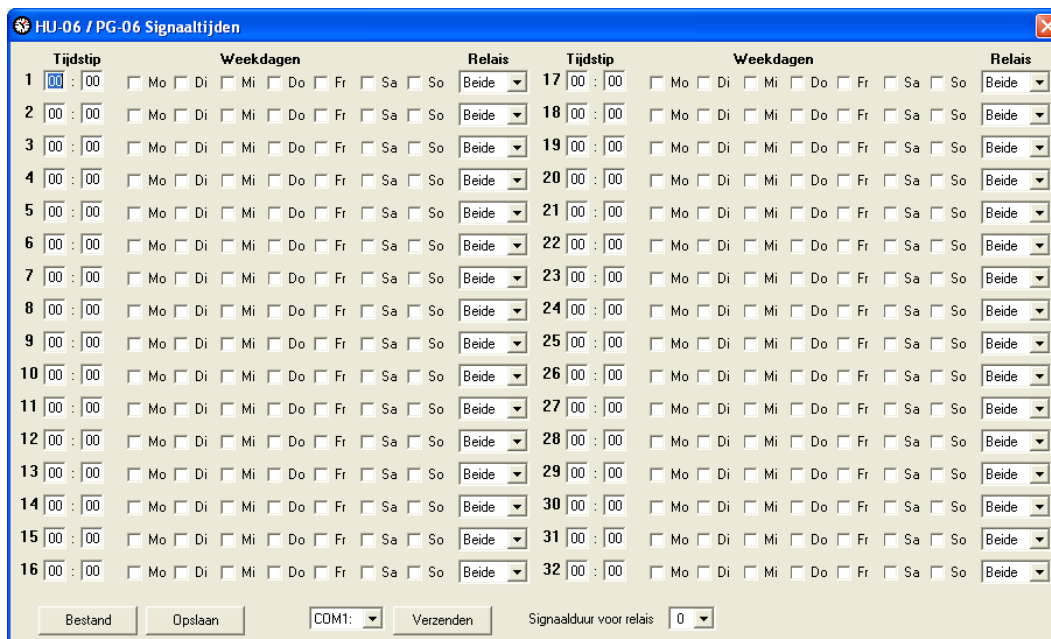 HU-06 / PG-06 Signaaltijden
Tijdstip Weekdagen Relais Tijdstip Weekdagen Relais
1 00 : 00 Mo Di Mi Do Fr Sa So Beide 17 00 : 00 Mo Di Mi Do Fr Sa So Beide
2 00 : 00 Mo Di Mi Do Fr Sa So Beide 18 00 : 00 Mo Di Mi Do Fr Sa So Beide
3 00 : 00 Mo Di Mi Do Fr Sa So Beide 19 00 : 00 Mo Di Mi Do Fr Sa So Beide
4 00 : 00 Mo Di Mi Do Fr Sa So Beide 20 00 : 00 Mo Di Mi Do Fr Sa So Beide
5 00 : 00 Mo Di Mi Do Fr Sa So Beide 21 00 : 00 Mo Di Mi Do Fr Sa So Beide
6 00 : 00 Mo Di Mi Do Fr Sa So Beide 22 00 : 00 Mo Di Mi Do Fr Sa So Beide
7 00 : 00 Mo Di Mi Do Fr Sa So Beide 23 00 : 00 Mo Di Mi Do Fr Sa So Beide
8 00 : 00 Mo Di Mi Do Fr Sa So Beide 24 00 : 00 Mo Di Mi Do Fr Sa So Beide
9 00 : 00 Mo Di Mi Do Fr Sa So Beide 25 00 : 00 Mo Di Mi Do Fr Sa So Beide
10 00 : 00 Mo Di Mi Do Fr Sa So Beide 26 00 : 00 Mo Di Mi Do Fr Sa So Beide
11 00 : 00 Mo Di Mi Do Fr Sa So Beide 27 00 : 00 Mo Di Mi Do Fr Sa So Beide
12 00 : 00 Mo Di Mi Do Fr Sa So Beide 28 00 : 00 Mo Di Mi Do Fr Sa So Beide
13 00 : 00 Mo Di Mi Do Fr Sa So Beide 29 00 : 00 Mo Di Mi Do Fr Sa So Beide
14 00 : 00 Mo Di Mi Do Fr Sa So Beide 30 00 : 00 Mo Di Mi Do Fr Sa So Beide
15 00 : 00 Mo Di Mi Do Fr Sa So Beide 31 00 : 00 Mo Di Mi Do Fr Sa So Beide
16 00 : 00 Mo Di Mi Do Fr Sa So Beide 32 00 : 00 Mo Di Mi Do Fr Sa So Beide
Bestand Opslaan COM1: Verzenden Signaalduur voor relais 0